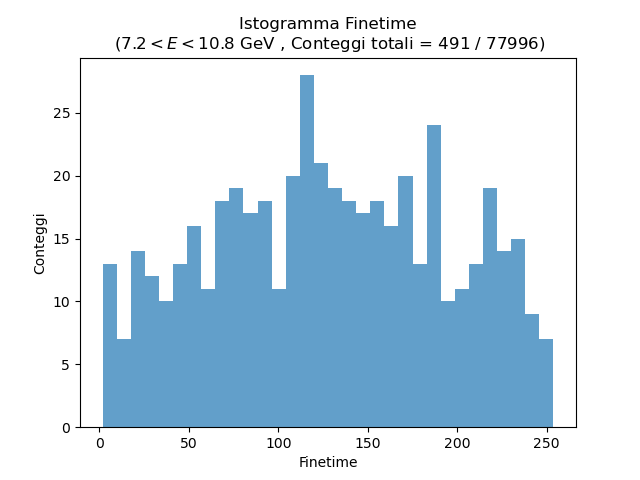 Istogramma Finetime
(7.2 < E < 10.8 GeV , Conteggi totali = 491 / 77996)
25
20
15
10
5
0
Conteggi
0 50 100 150 200 250
Finetime